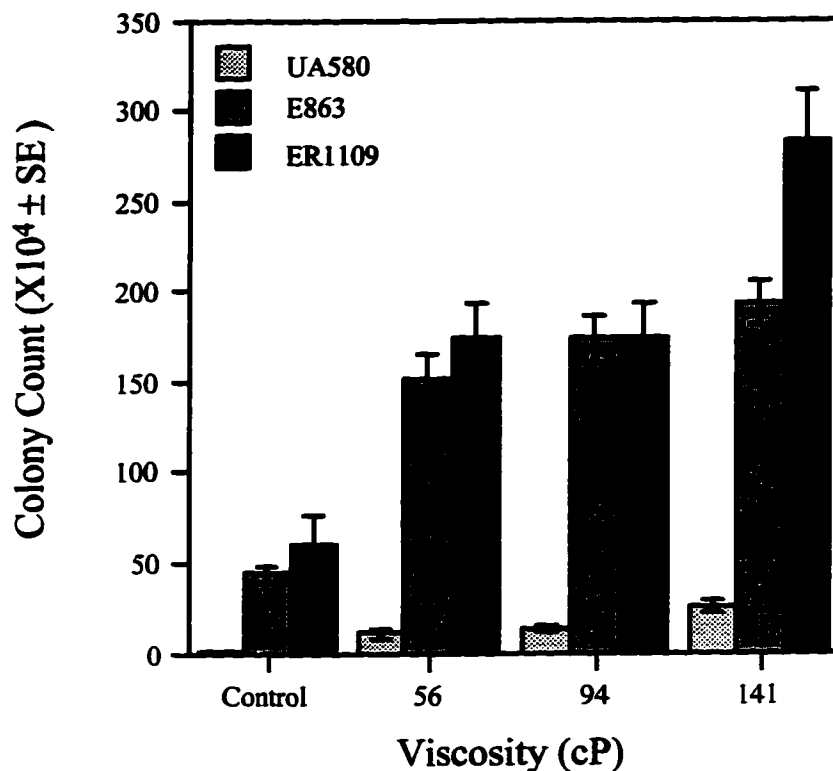 350
300
250
200
150
100
50
0
Colony Count (X10⁴ ± SE)
UA580
E863
ER1109
Control
56
94
141
Viscosity (cP)